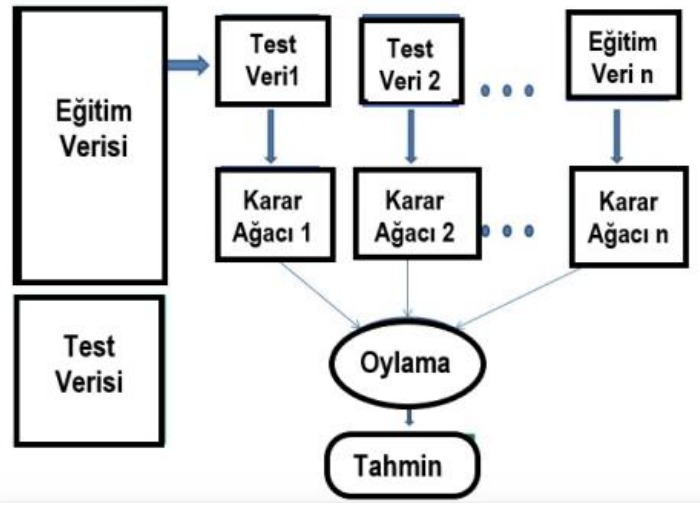 Eğitim
Verisi
Test
Veri1
Test
Veri 2
Eğitim
Veri n
Karar
Ağacı 1
Karar
Ağacı 2
Karar
Ağacı n
Test
Verisi
Oylama
Tahmin